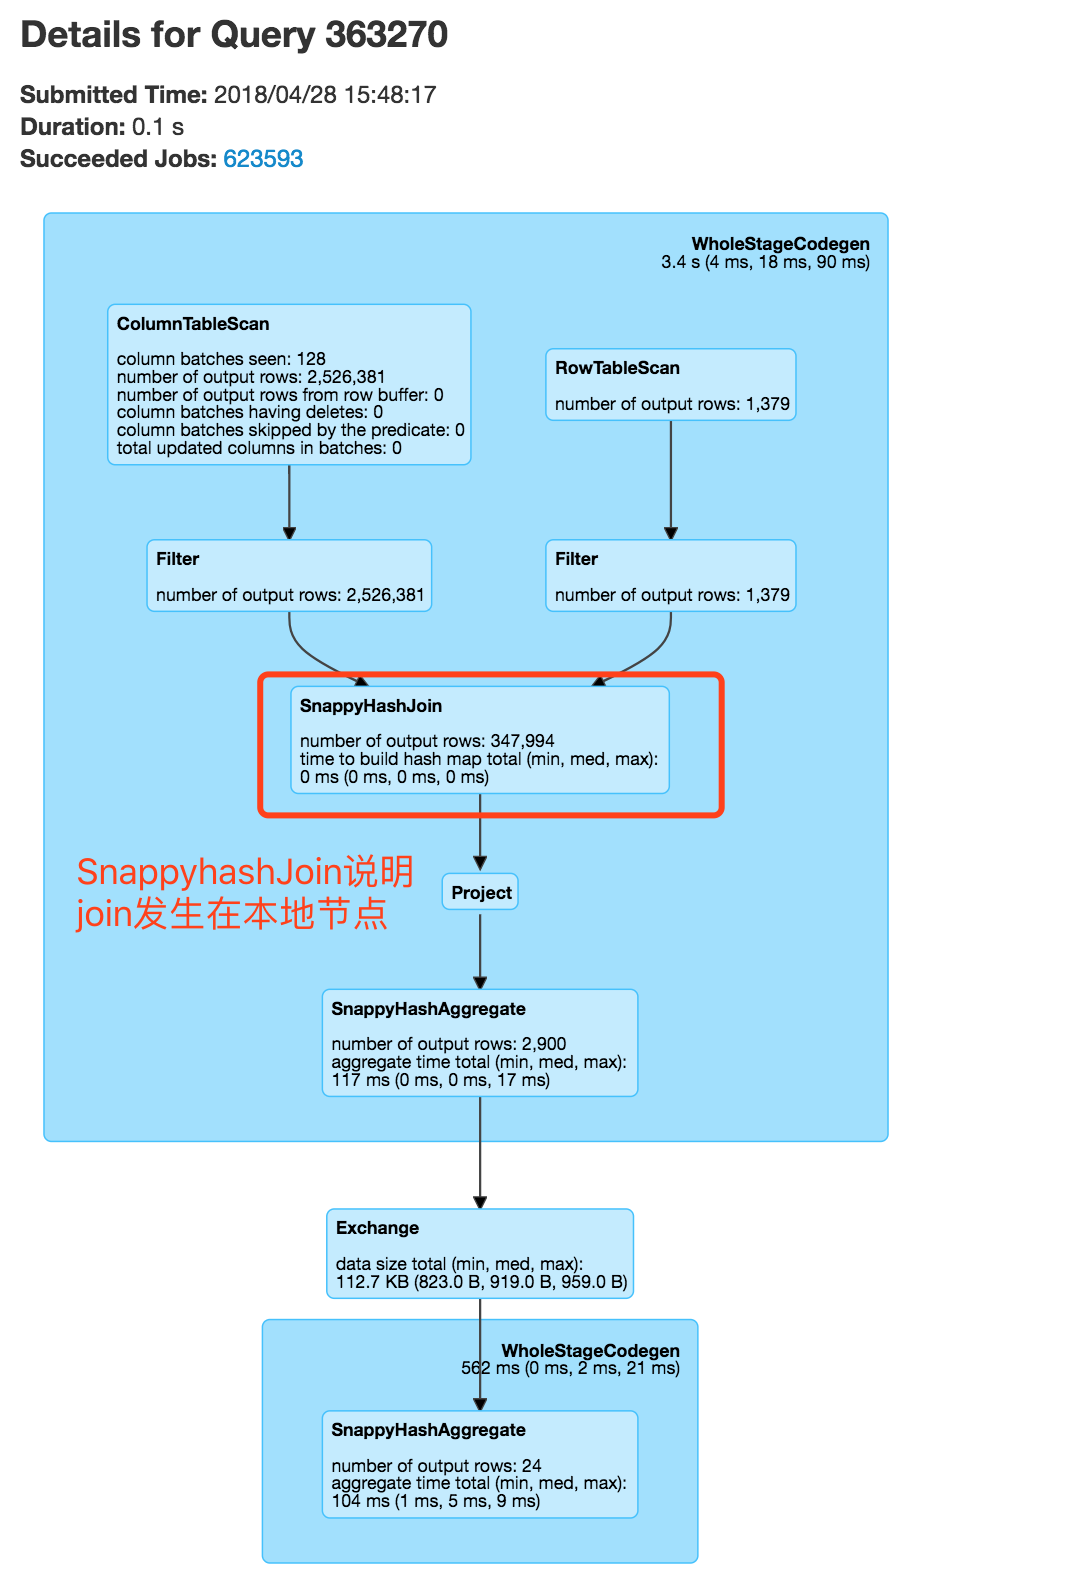 Details for Query 363270
Submitted Time: 2018/04/28 15:48:17
Duration: 0.1 s
Succeeded Jobs: 623593
WholeStageCodegen
3.4 s (4 ms, 18 ms, 90 ms)
ColumnTableScan
column batches seen: 128
number of output rows: 2,526,381
number of output rows from row buffer: 0
column batches having deletes: 0
column batches skipped by the predicate: 0
total updated columns in batches: 0
RowTableScan
number of output rows: 1,379
Filter
number of output rows: 2,526,381
Filter
number of output rows: 1,379
SnappyHashJoin
number of output rows: 347,994
time to build hash map total (min, med, max):
0 ms (0 ms, 0 ms, 0 ms)
SnappyhashJoin说明
join发生在本地节点
Project
SnappyHashAggregate
number of output rows: 2,900
aggregate time total (min, med, max):
117 ms (0 ms, 0 ms, 17 ms)
Exchange
data size total (min, med, max):
112.7 KB (823.0 B, 919.0 B, 959.0 B)
WholeStageCodegen
562 ms (0 ms, 2 ms, 21 ms)
SnappyHashAggregate
number of output rows: 24
aggregate time total (min, med, max):
104 ms (1 ms, 5 ms, 9 ms)